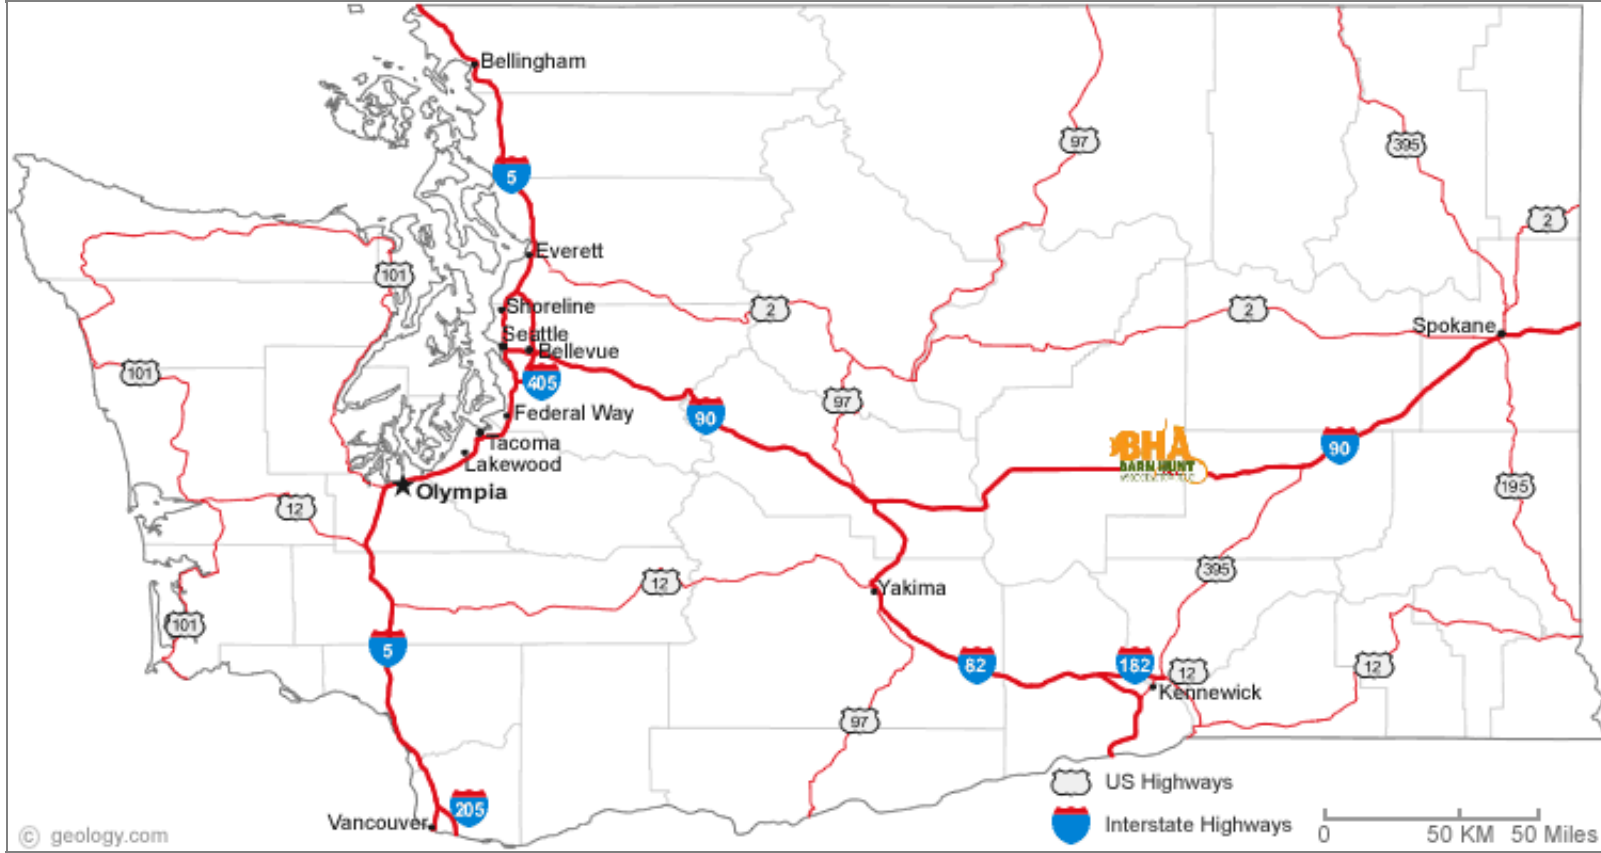 Bellingham
97
395
5
2
Everett
101
Shoreline
2
2
Seattle
Spokane
Bellevue
101
405
97
Federal Way
90
BHA
90
Tacoma
BARN HUNT
Lakewood
Olympia
195
12
395
12
Yakima
101
5
82
182
12
12
Kennewick
97
US Highways
205
Vancouver
Interstate Highways
0 50 KM 50 Miles
© geology.com